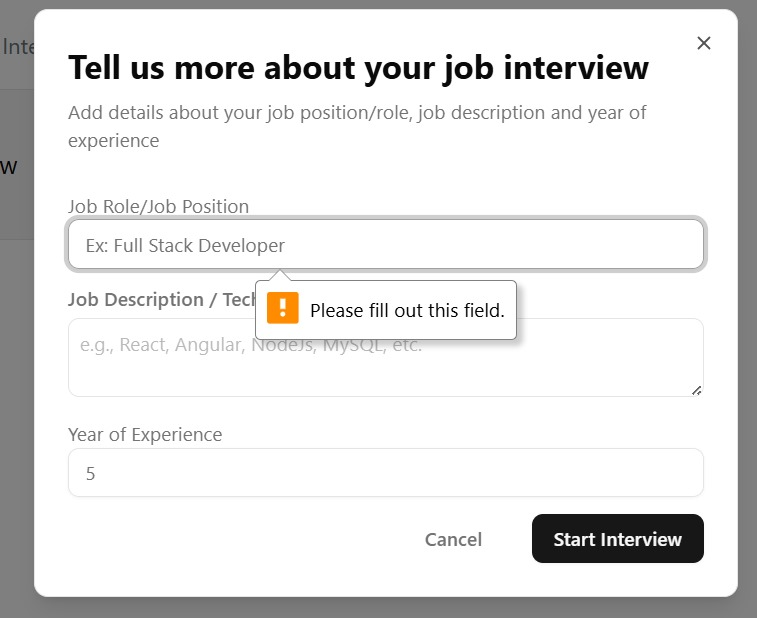 Inte
Tell us more about your job interview
Add details about your job position/role, job description and year of
experience
w
Job Role/Job Position
Ex: Full Stack Developer
Please fill out this field.
Job Description / Tech
e.g., React, Angular, NodeJs, MySQL, etc.
Year of Experience
5
Cancel
Start Interview